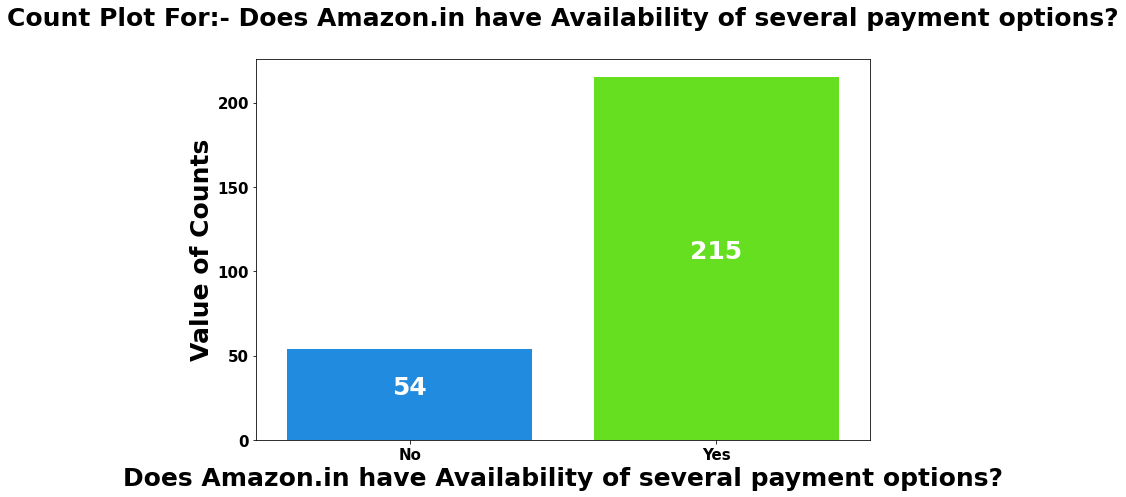 Count Plot For:- Does Amazon.in have Availability of several payment options?
Value of Counts
200
150
100
50
0
54
215
No
Yes
Does Amazon.in have Availability of several payment options?